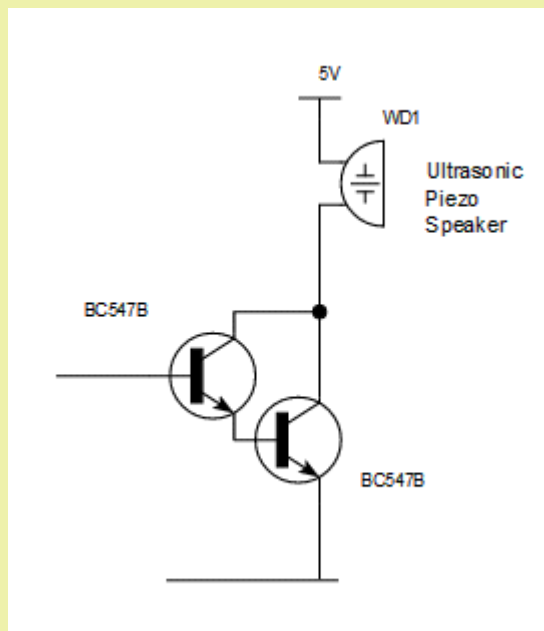 5V
WD1
Ultrasonic
Piezo
Speaker
BC547B
BC547B